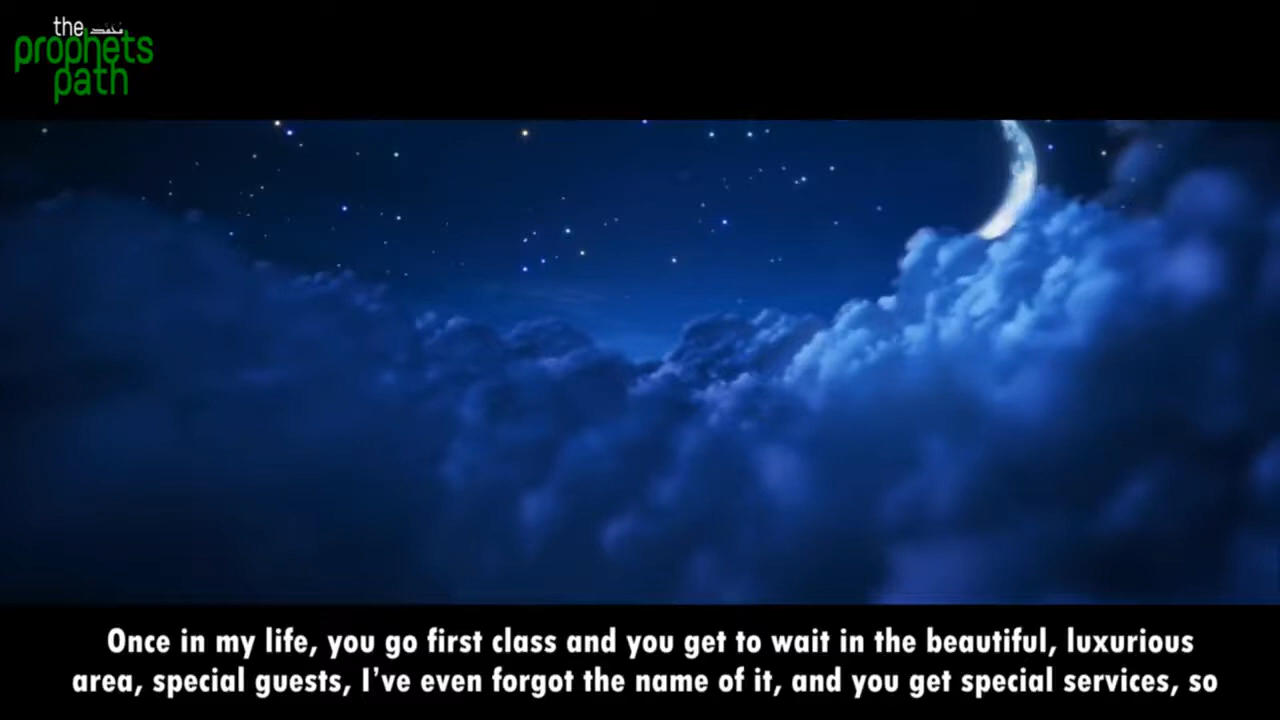 the محمد
prophets
path
Once in my life, you go first class and you get to wait in the beautiful, luxurious
area, special guests, I've even forgot the name of it, and you get special services, so